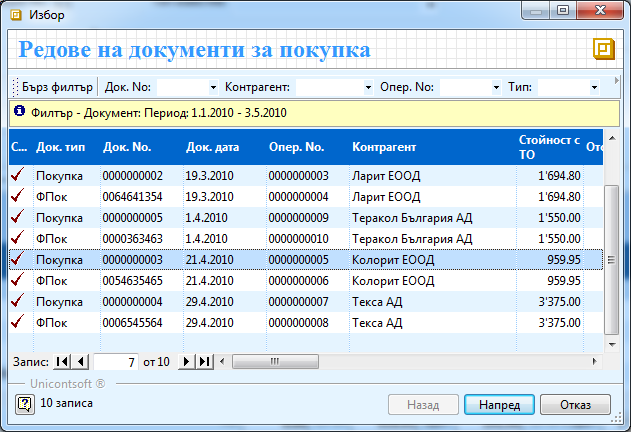 Избор
Редове на документи за покупка
Бърз филтър Док. No: Контрагент: Опер. No: Тип:
Филтър - Документ: Период: 1.1.2010 - 3.5.2010
С... Док. тип Док. No. Док. дата Опер. No. Контрагент Стойност с ТО Отс
Покупка 0000000002 19.3.2010 0000000003 Ларит ЕООД 1'694.80
ФПок 0064641354 19.3.2010 0000000004 Ларит ЕООД 1'694.80
Покупка 0000000005 1.4.2010 0000000009 Теракол България АД 1'550.00
ФПок 0000363463 1.4.2010 0000000010 Теракол България АД 1'550.00
Покупка 0000000003 21.4.2010 0000000005 Колорит ЕООД 959.95
ФПок 0054635465 21.4.2010 0000000006 Колорит ЕООД 959.95
Покупка 0000000004 29.4.2010 0000000007 Текса АД 3'375.00
ФПок 0006545564 29.4.2010 0000000008 Текса АД 3'375.00
Запис: 7 от 10
Unicontsoft ®
10 записа Назад Напред Отказ